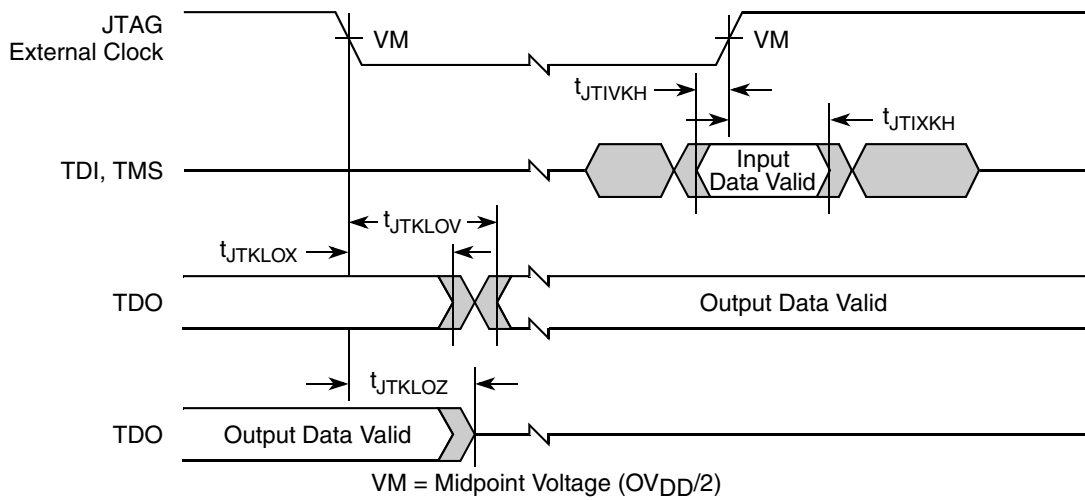 JTAG
External Clock
VM
VM
tJTIVKH
tJTIXKH
TDI, TMS
Input
Data Valid
tJTKLOV
tJTKLOX
TDO
Output Data Valid
tJTKLOZ
TDO
Output Data Valid
VM = Midpoint Voltage (OVDD/2)